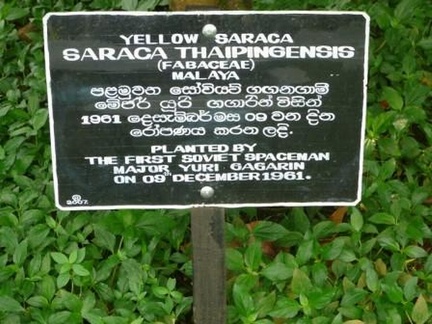 YELLOW SARACA
SARACA THAIPINGENSIS
(FABACEAE)
MALAYA
පළමුවන සෝවියට් ගගනගාමී
මේජර් යූරි ගගාරින් විසින්
1961 දෙසැම්බර් මස 09 වන දින
රෝපණය කරන ලදි.
PLANTED BY
THE FIRST SOVIET SPACEMAN
MAJOR YURI GAGARIN
ON 09th DECEMBER 1961.